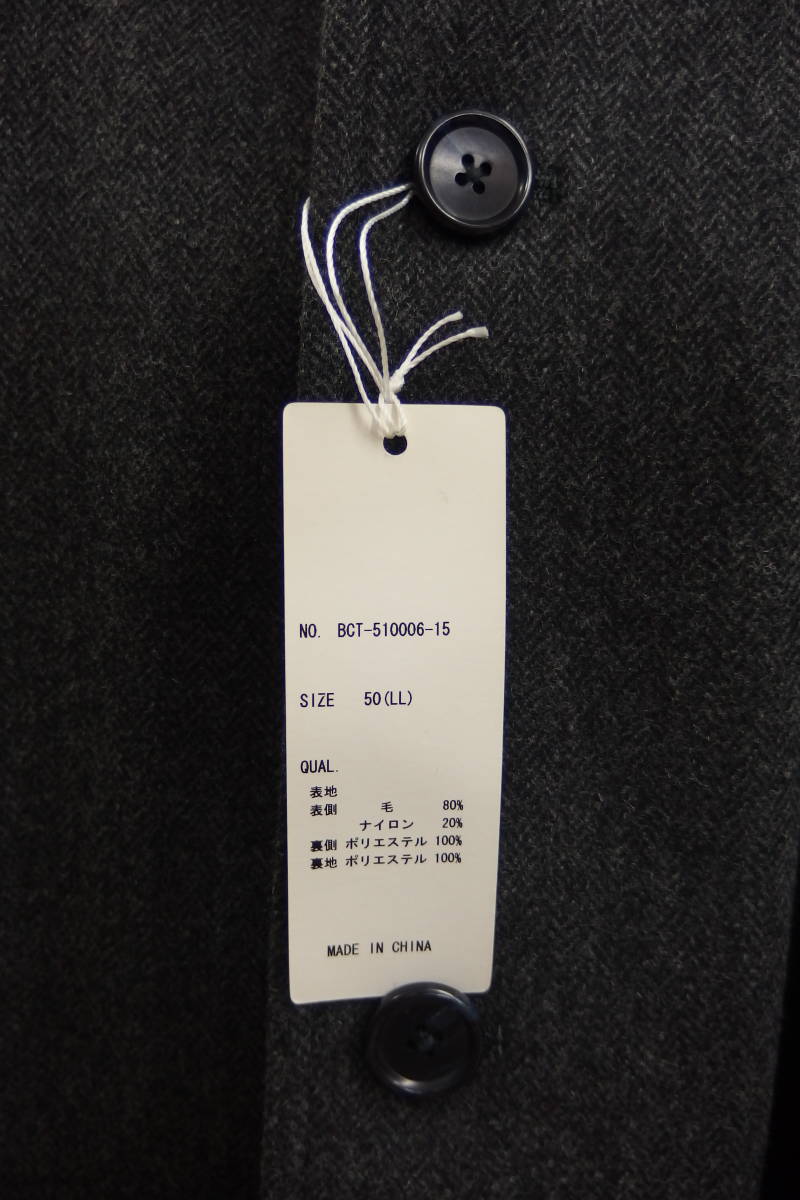 NO. BCT-510006-15
SIZE 50(LL)
QUAL.
表地
表側 毛 80%
ナイロン 20%
裏側 ポリエステル 100%
裏地 ポリエステル 100%
MADE IN CHINA